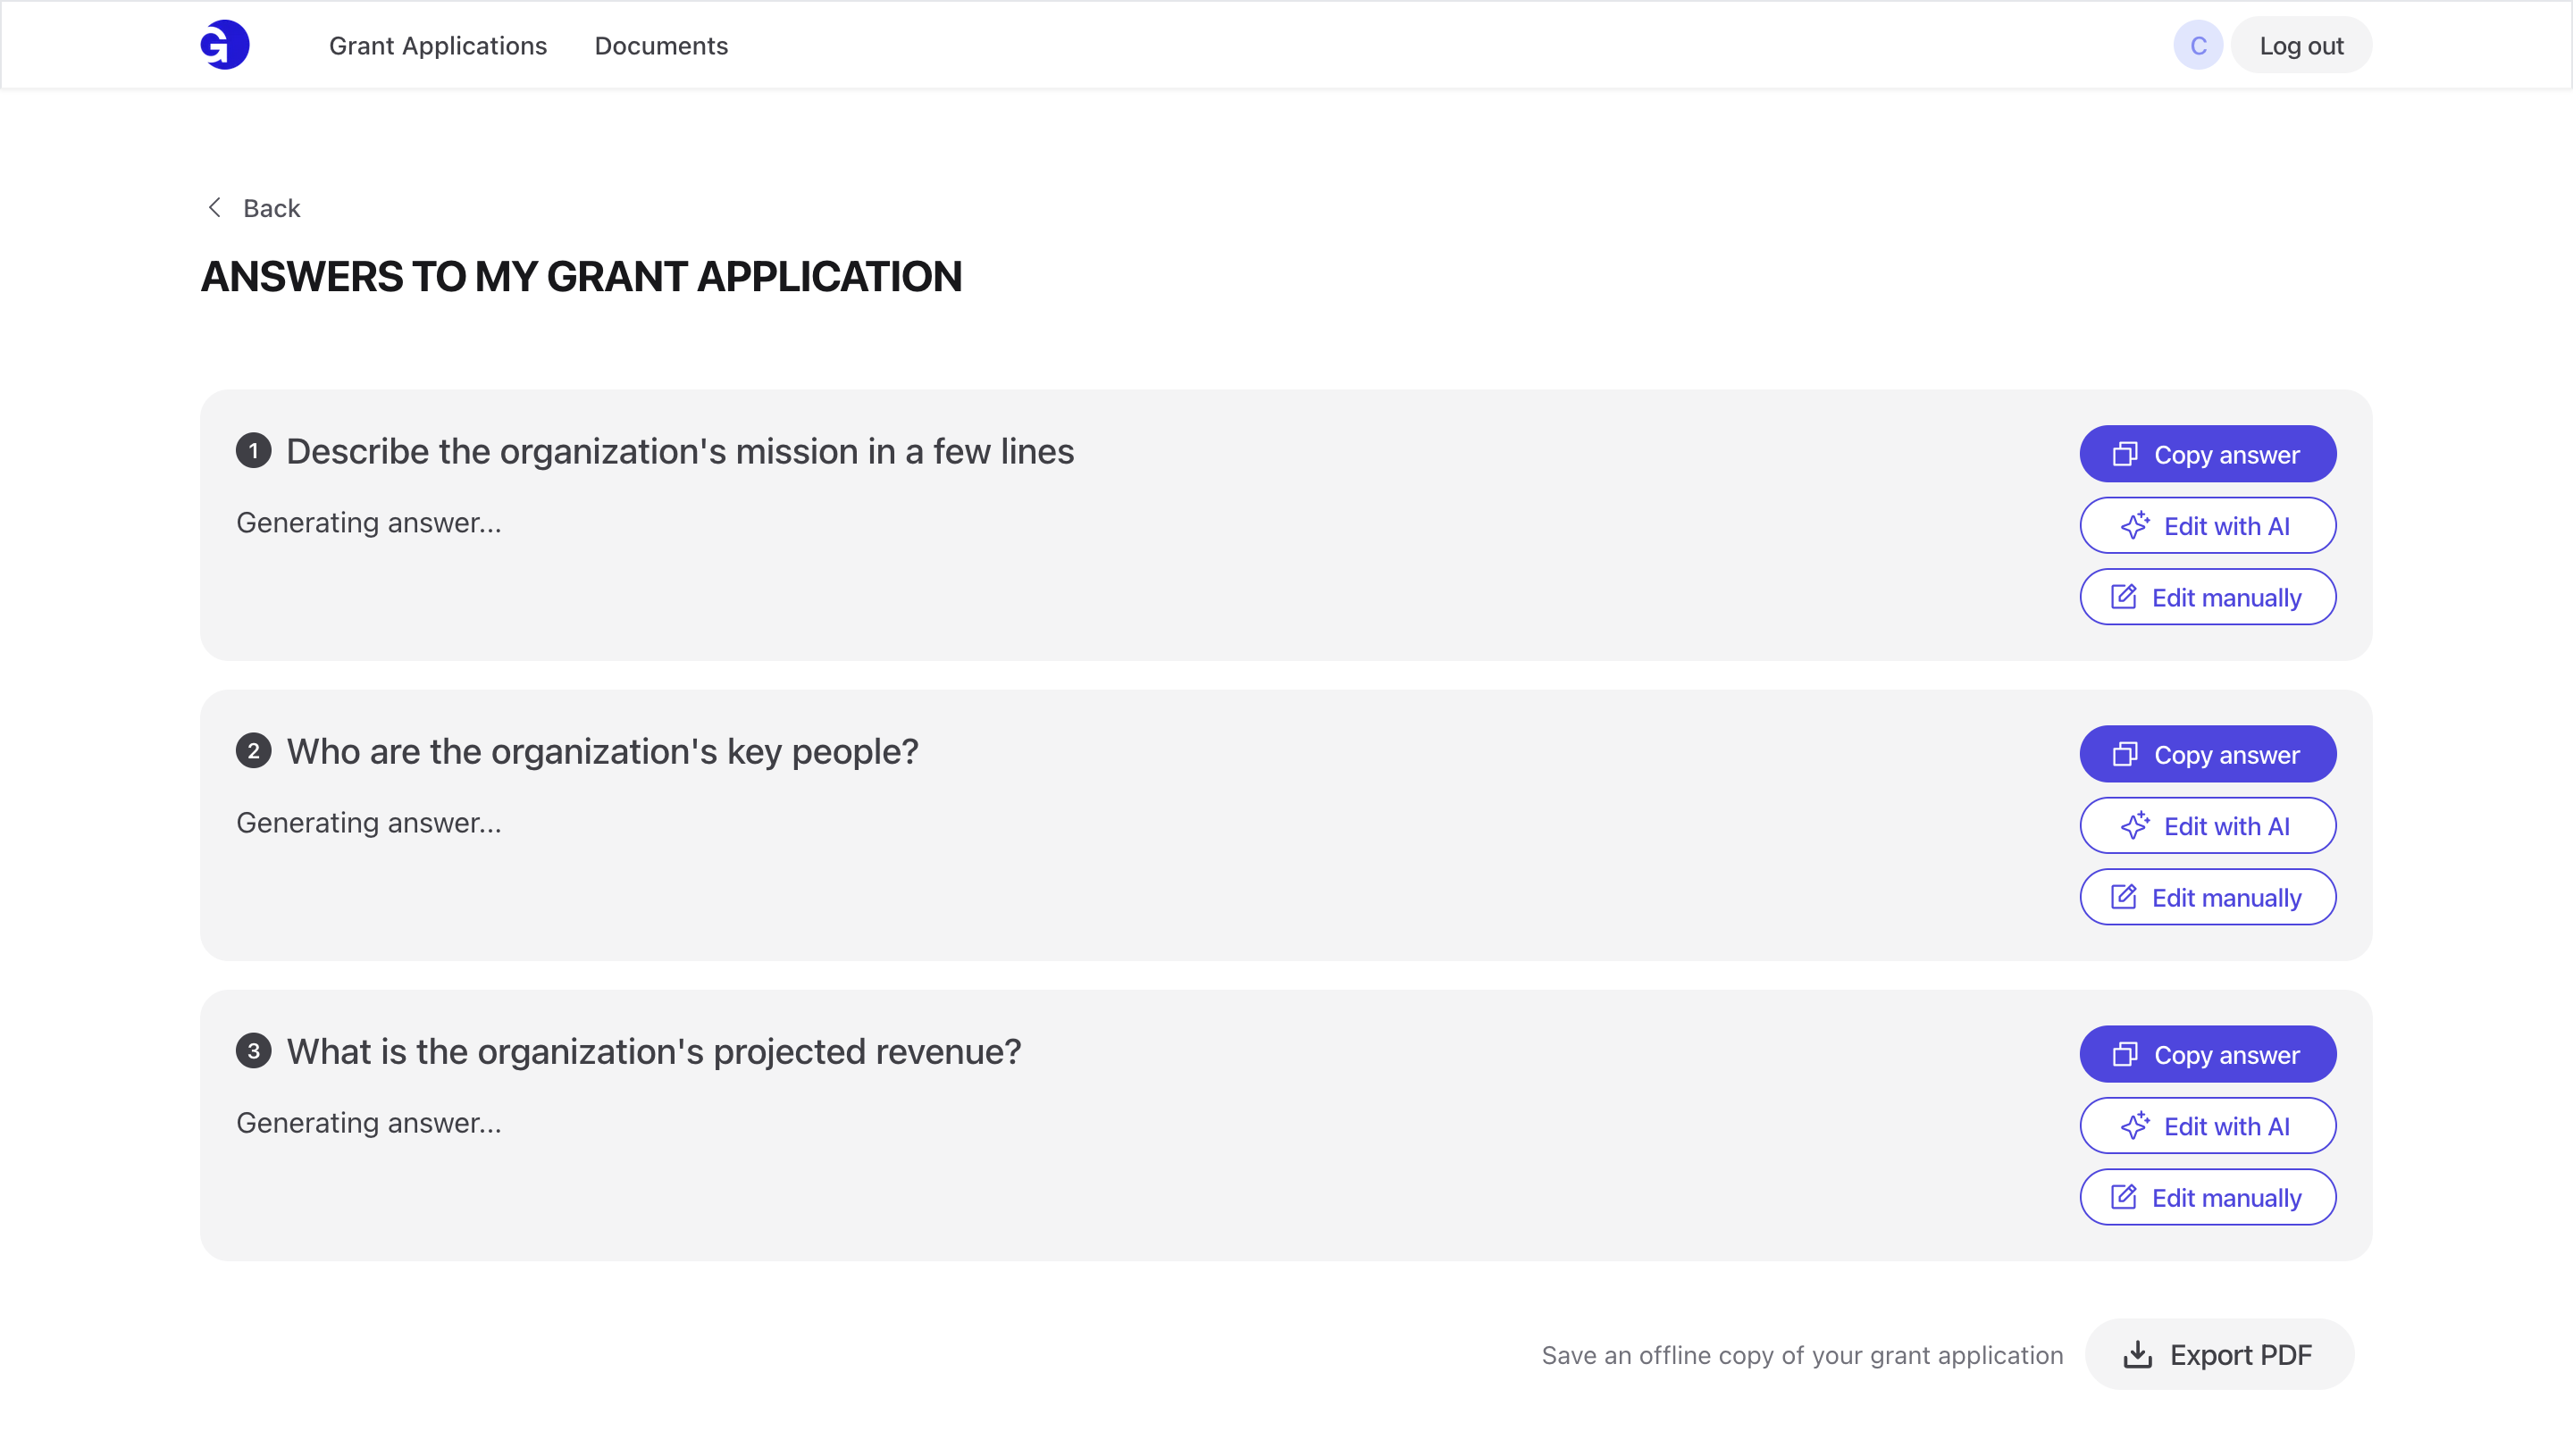 G
Grant Applications
Documents
C
Log out
Back
ANSWERS TO MY GRANT APPLICATION
1 Describe the organization's mission in a few lines
Generating answer...
Copy answer
Edit with AI
Edit manually
2 Who are the organization's key people?
Generating answer...
Copy answer
Edit with AI
Edit manually
3 What is the organization's projected revenue?
Generating answer...
Copy answer
Edit with AI
Edit manually
Save an offline copy of your grant application
Export PDF